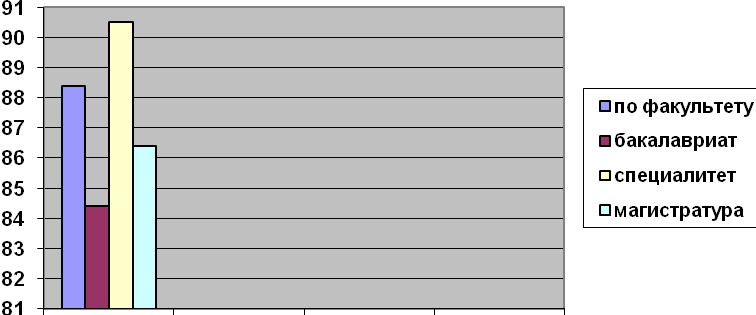 91
90
89
88
87
86
85
84
83
82
81
по факультету
бакалавриат
специалитет
магистратура